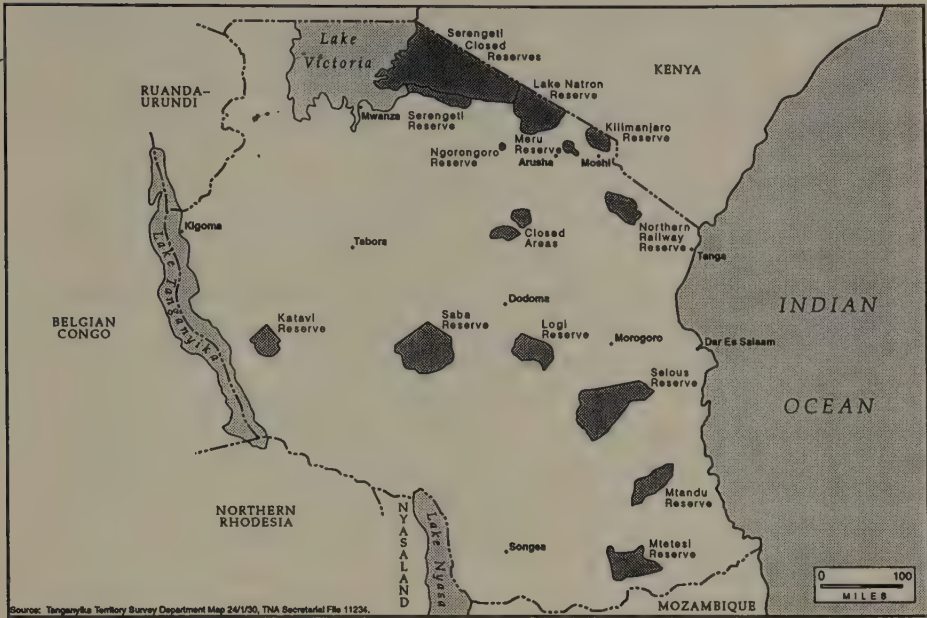 Lake
Victoria
Serengeti
Closed
Reserves
KENYA
RUANDA-
URUNDI
Lake Natron
Reserve
Mwanza
Serengeti
Reserve
Meru
Reserve
Kilimanjaro
Reserve
Ngorongoro
Reserve
Arusha
Moshi
Kigoma
Tabora
Closed
Areas
Northern
Railway
Reserve
Tanga
Lake Tanganyika
Dodoma
INDIAN
OCEAN
BELGIAN
CONGO
Katavi
Reserve
Saba
Reserve
Logi
Reserve
Morogoro
Dar Es Salaam
Selous
Reserve
Mtandu
Reserve
NORTHERN
RHODESIA
NYASALAND
Lake Nyasa
Songea
Mtetesi
Reserve
MOZAMBIQUE
0 100
MILES
Source: Tanganyika Territory Survey Department Map 24/1/30, TNA Secretariat File 11234.